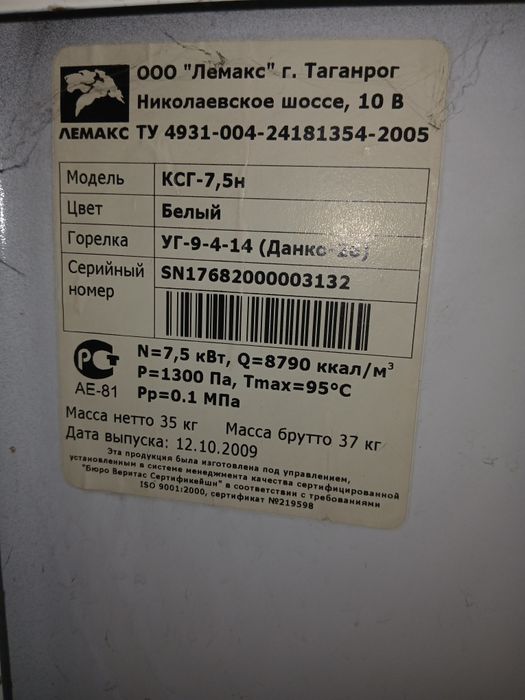 ООО "Лемакс" г. Таганрог
Николаевское шоссе, 10 В
ЛЕМАКС ТУ 4931-004-24181354-2005
Модель КСГ-7,5н
Цвет Белый
Горелка УГ-9-4-14 (Данко-
Серийный номер SN17682000003132
РСТ N=7,5 кВт, Q=8790 ккал/м³
P=1300 Па, Tmax=95°C
АЕ-81 Pp=0.1 МПа
Масса нетто 35 кг Масса брутто 37 кг
Дата выпуска: 12.10.2009
Эта продукция была изготовлена под управлением,
установленным в системе менеджмента качества сертифицированной
"Бюро Веритас Сертификейшн" в соответствии с требованиями
ISO 9001:2000, сертификат №219598